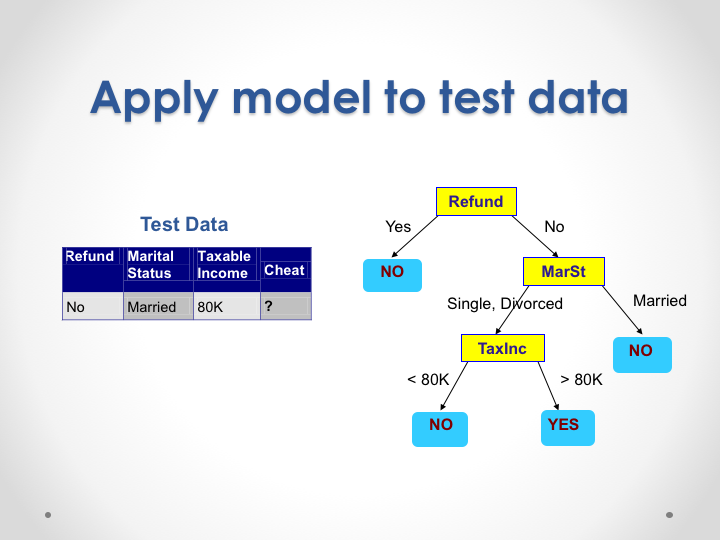 Apply model to test data
Test Data
Refund Marital Status Taxable Income Cheat
No Married 80K ?
Refund
Yes No
NO MarSt
Single, Divorced Married
TaxInc NO
< 80K > 80K
NO YES